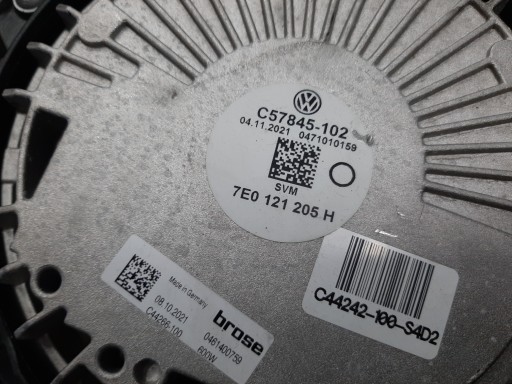 C57845-102
04.11.2021 0471010159
SVM
7E0 121 205 H
C44242-100-S4D2
Made in Germany
08.10.2021
C44266-100
brose
0461400759
600W